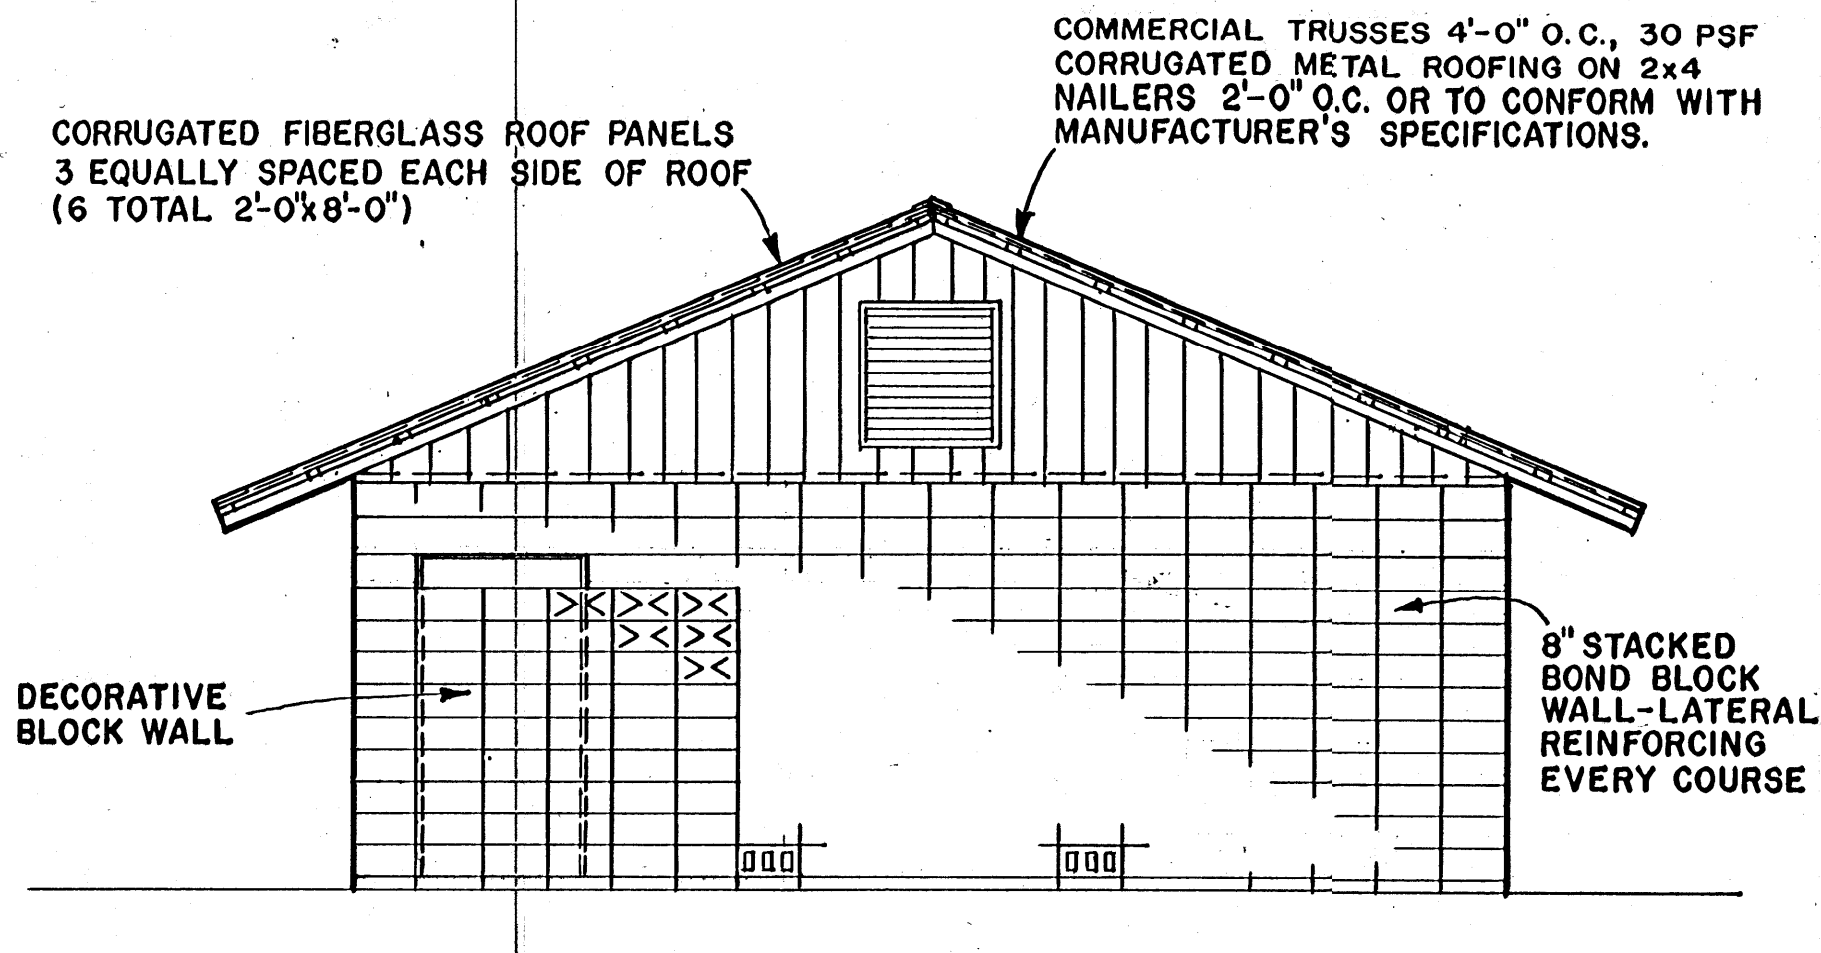 COMMERCIAL TRUSSES 4'-0" O.C., 30 PSF
CORRUGATED METAL ROOFING ON 2x4
NAILERS 2'-0" O.C. OR TO CONFORM WITH
MANUFACTURER'S SPECIFICATIONS.
CORRUGATED FIBERGLASS ROOF PANELS
3 EQUALLY SPACED EACH SIDE OF ROOF
(6 TOTAL 2'-0"x8'-0")
DECORATIVE
BLOCK WALL
8" STACKED
BOND BLOCK
WALL-LATERAL
REINFORCING
EVERY COURSE